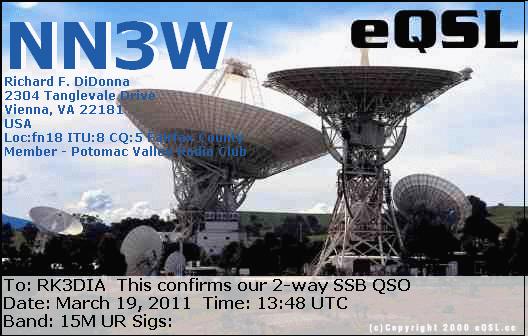 NN3W
eQSL
Richard F. DiDonna
2304 Tanglevale Drive
Vienna, VA 22181
USA
Loc:fn18 ITU:8 CQ:5 Fairfax County
Member - Potomac Valley Radio Club
To: RK3DIA This confirms our 2-way SSB QSO
Date: March 19, 2011 Time: 13:48 UTC
Band: 15M UR Sigs:
(c)Copyright 2000 eQSL.cc